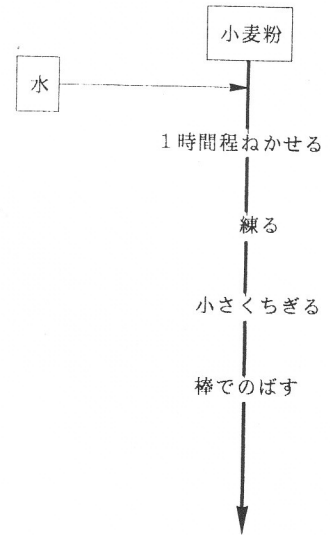 小麦粉
水
1時間程ねかせる
練る
小さくちぎる
棒でのばす